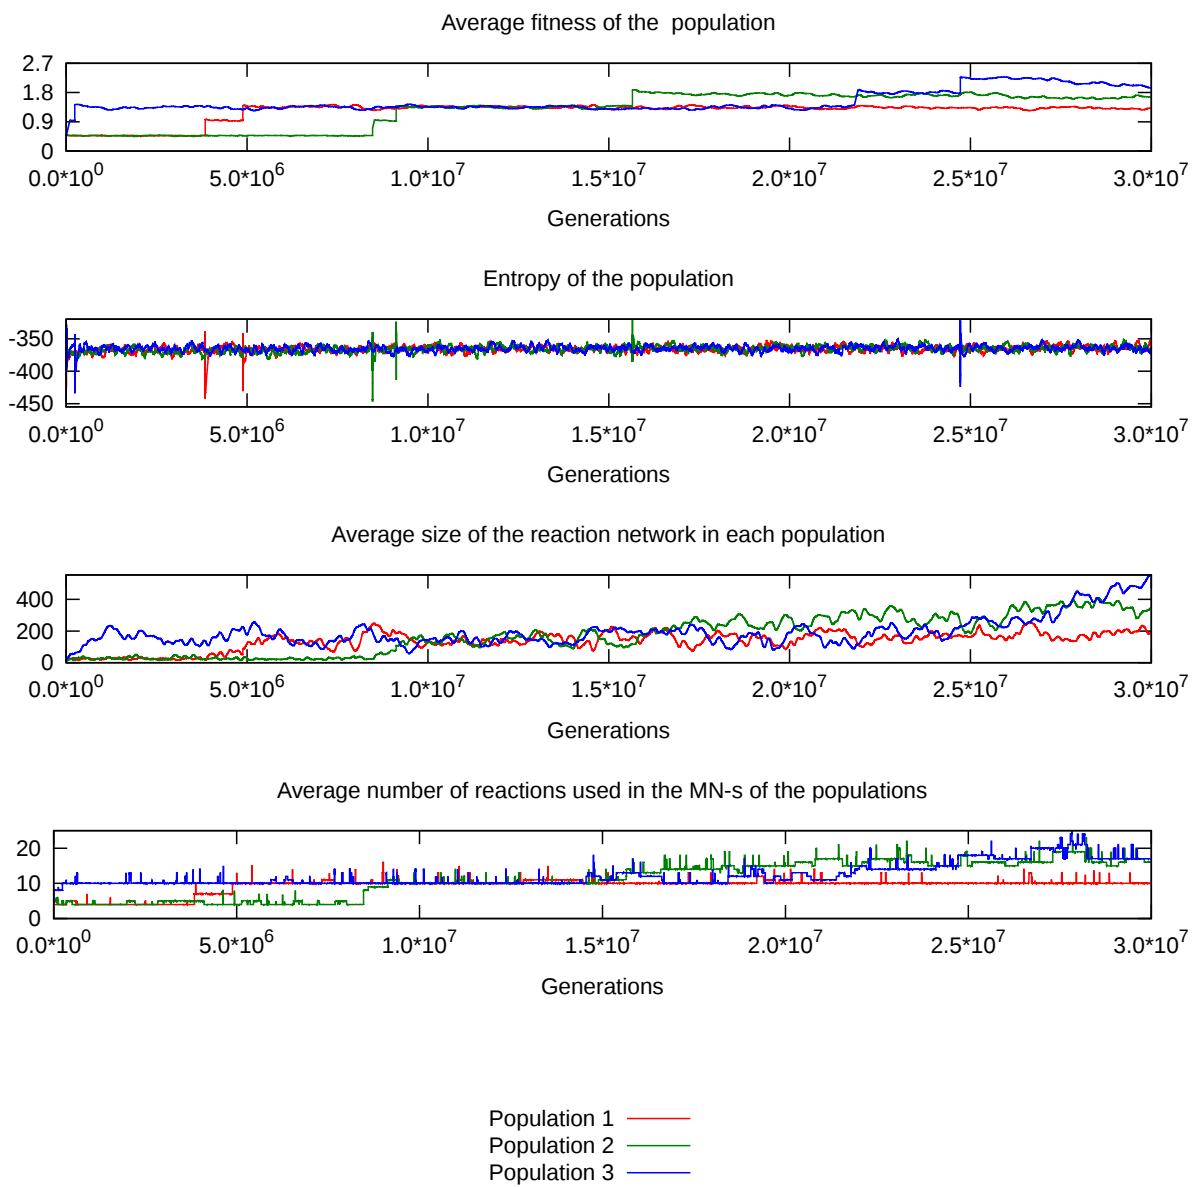 Average fitness of the  population
2.7
1.8
0.9
0
0.0*10^0 5.0*10^6 1.0*10^7 1.5*10^7 2.0*10^7 2.5*10^7 3.0*10^7
Generations
Entropy of the population
-350
-400
-450
0.0*10^0 5.0*10^6 1.0*10^7 1.5*10^7 2.0*10^7 2.5*10^7 3.0*10^7
Generations
Average size of the reaction network in each population
400
200
0
0.0*10^0 5.0*10^6 1.0*10^7 1.5*10^7 2.0*10^7 2.5*10^7 3.0*10^7
Generations
Average number of reactions used in the MN-s of the populations
20
10
0
0.0*10^0 5.0*10^6 1.0*10^7 1.5*10^7 2.0*10^7 2.5*10^7 3.0*10^7
Generations
Population 1
Population 2
Population 3